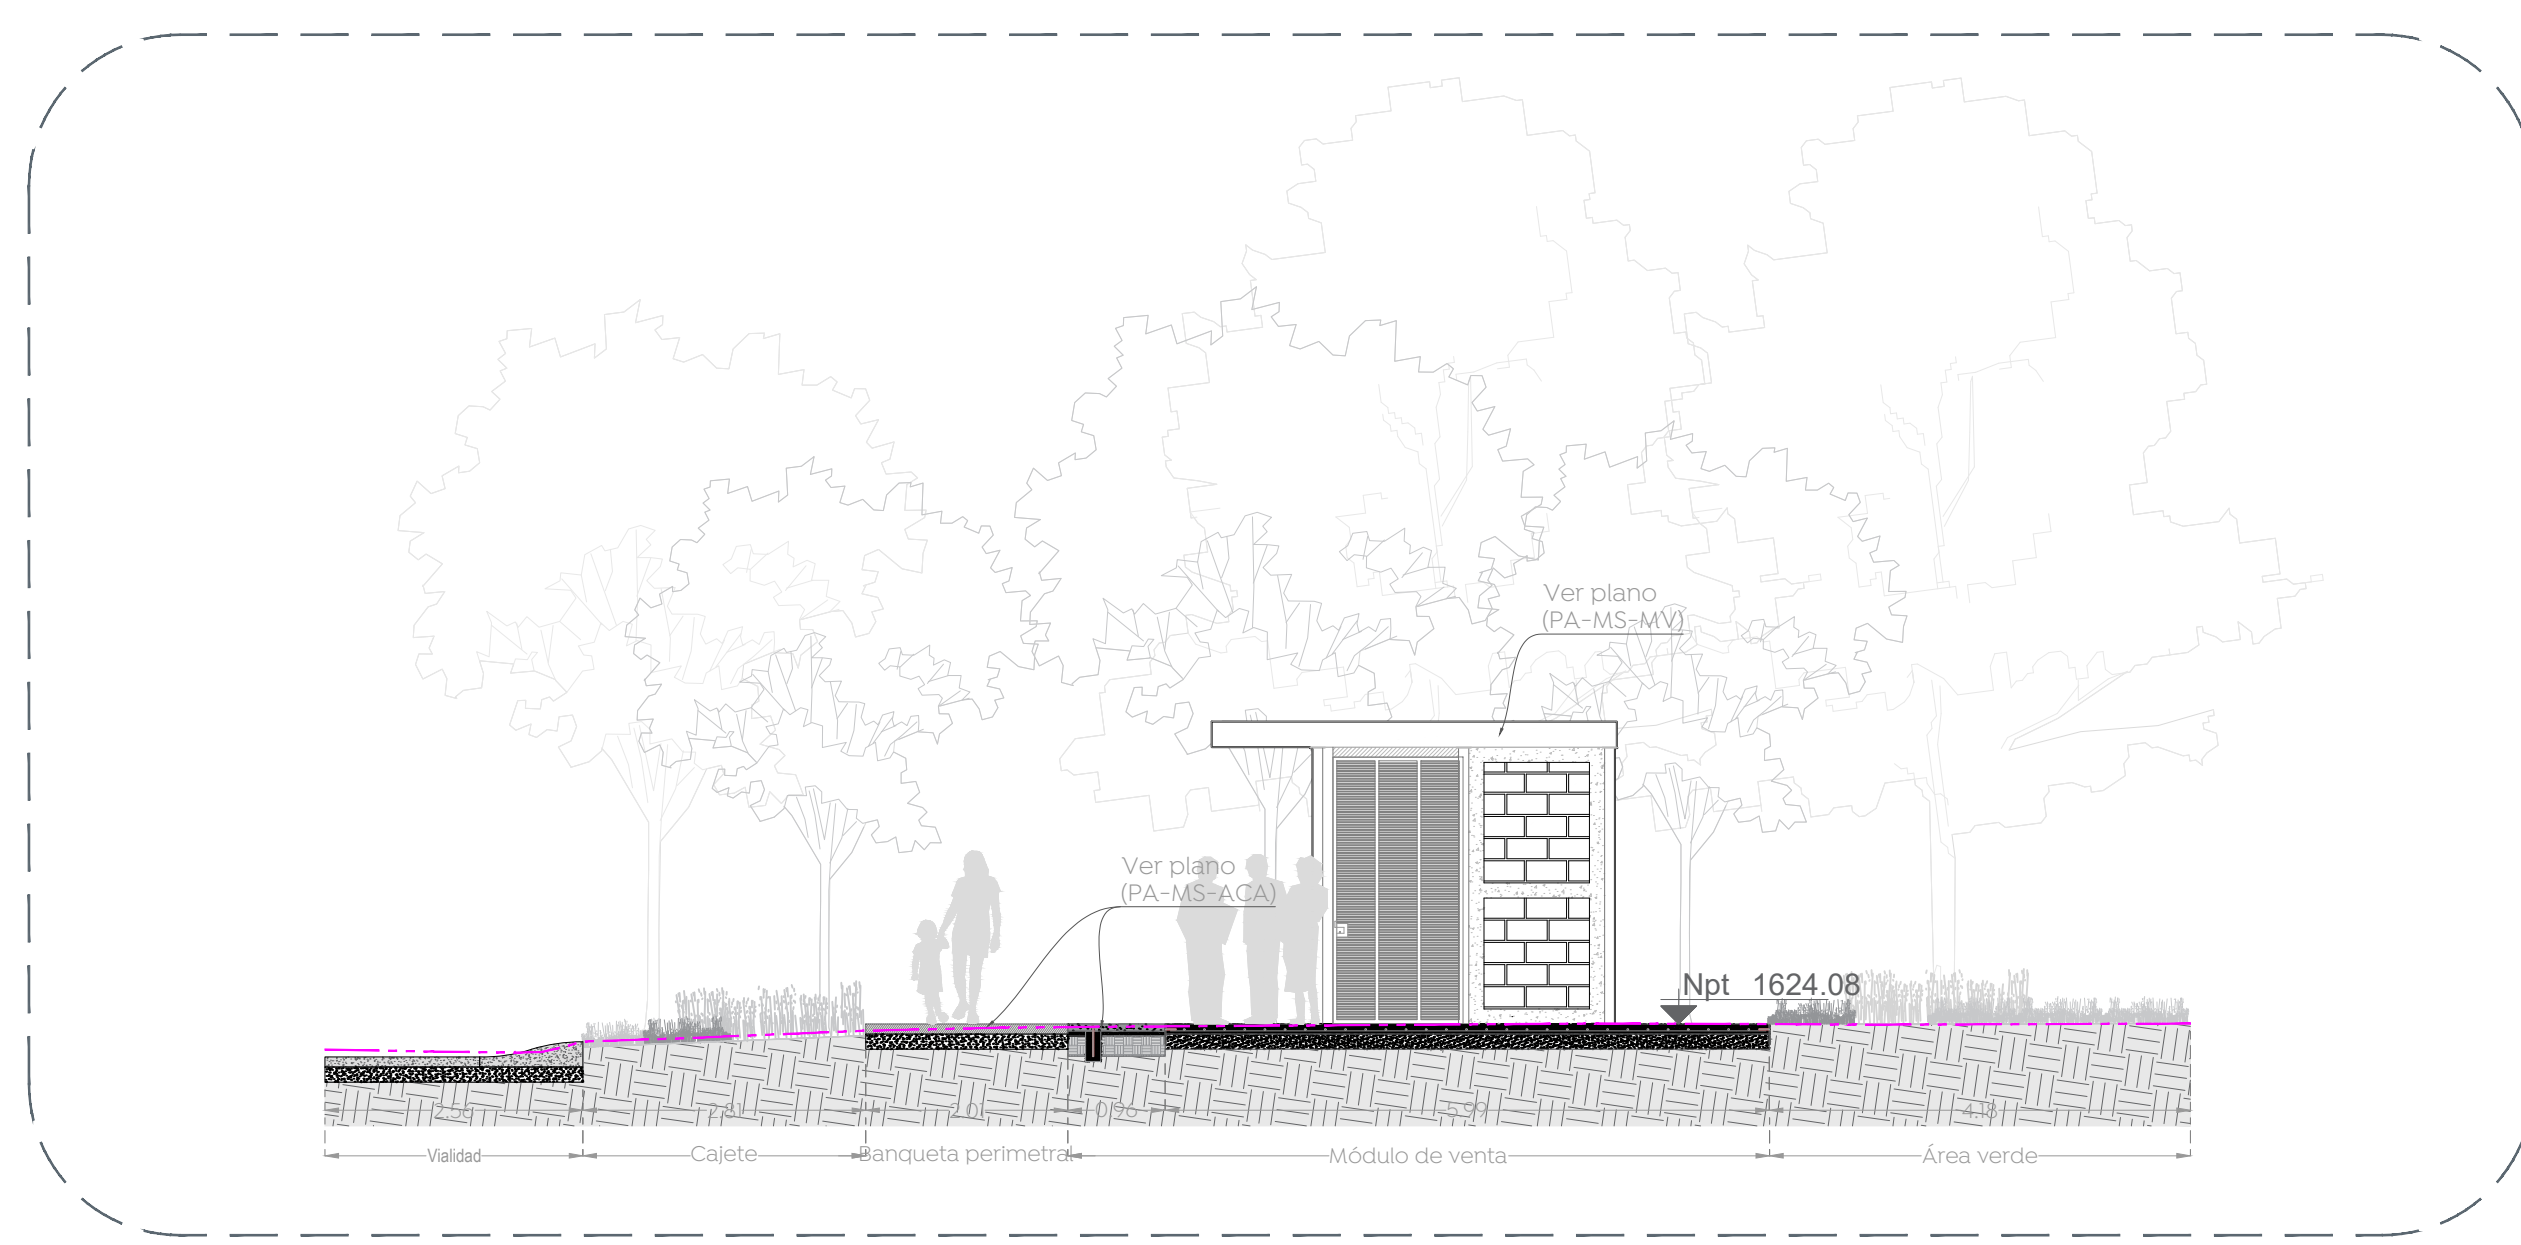 Ver plano
(PA-MS-MV)
Ver plano
(PA-MS-ACA)
Npt 1624.08
2.56 2.81 2.01 0.96 5.99 4.18
Vialidad Cajete Banqueta perimetral Módulo de venta Área verde